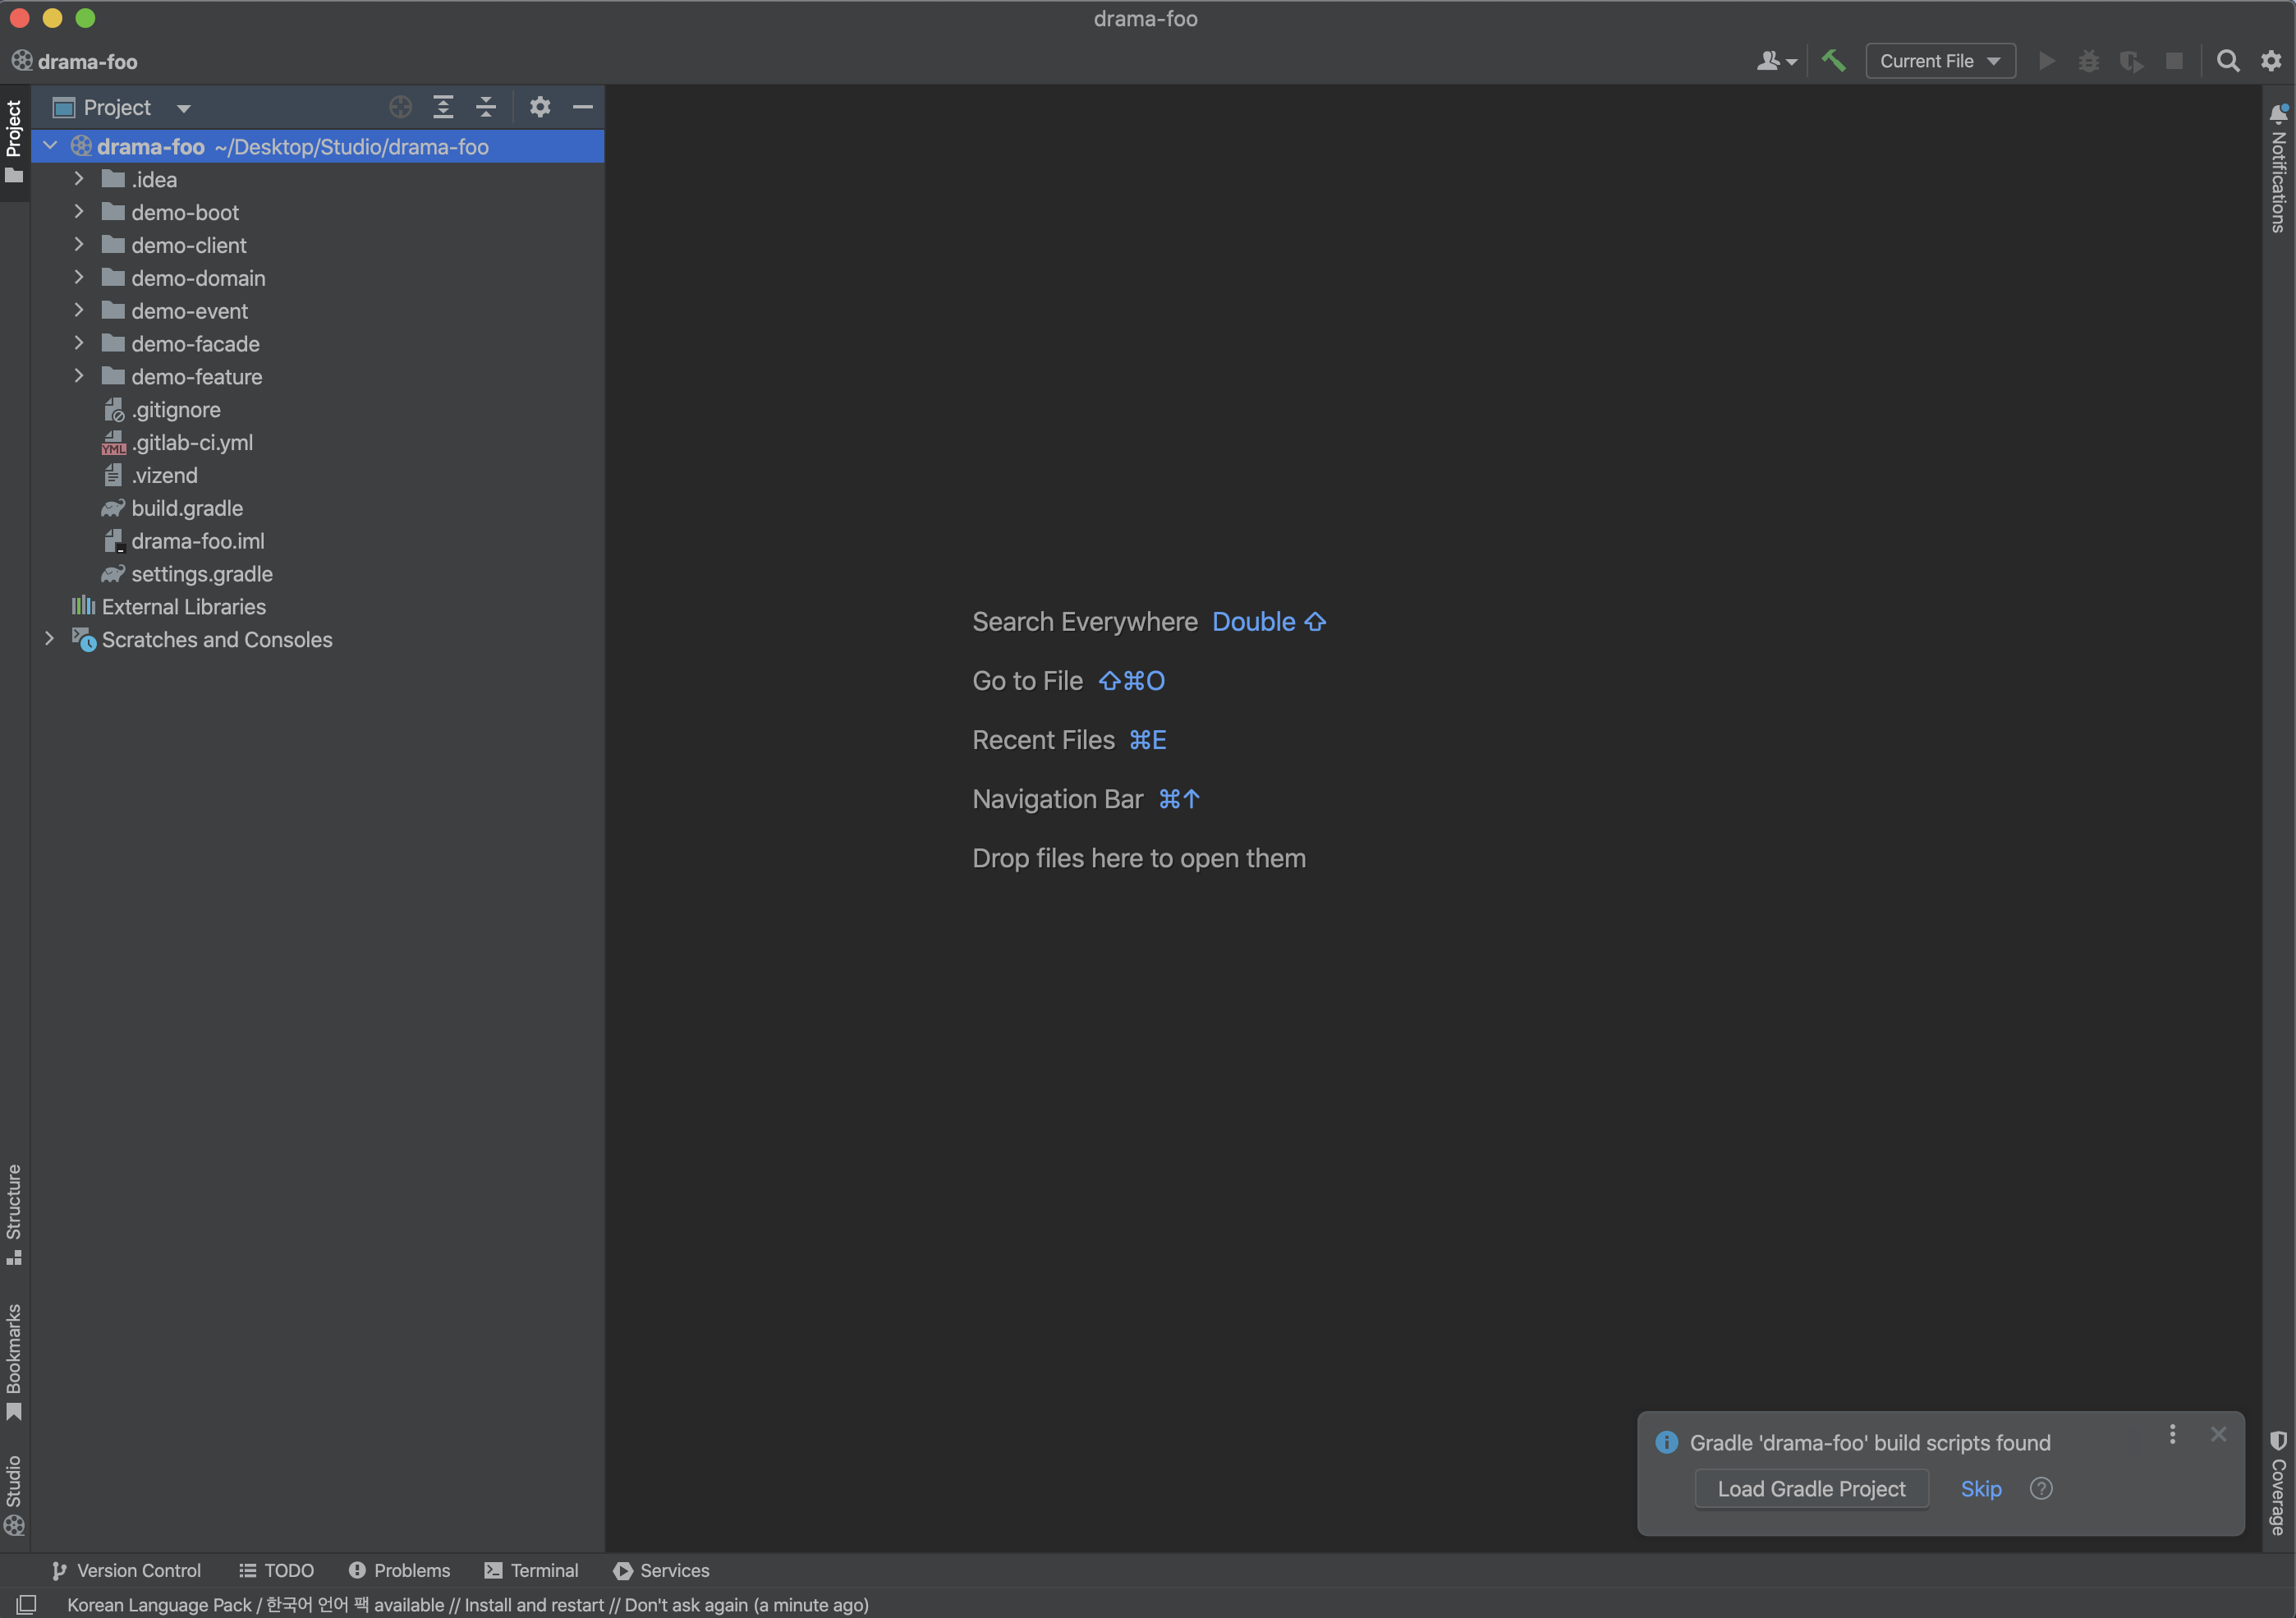 drama-foo
drama-foo
Current File
Project
Project
drama-foo ~/Desktop/Studio/drama-foo
.idea
demo-boot
demo-client
demo-domain
demo-event
demo-facade
demo-feature
.gitignore
YML .gitlab-ci.yml
.vizend
build.gradle
drama-foo.iml
settings.gradle
External Libraries
Scratches and Consoles
Search Everywhere Double ⇧
Go to File ⇧⌘O
Recent Files ⌘E
Navigation Bar ⌘↑
Drop files here to open them
Notifications
Structure
Bookmarks
Studio
Gradle 'drama-foo' build scripts found
Load Gradle Project Skip ?
Coverage
Version Control TODO Problems Terminal Services
Korean Language Pack / 한국어 언어 팩 available // Install and restart // Don't ask again (a minute ago)